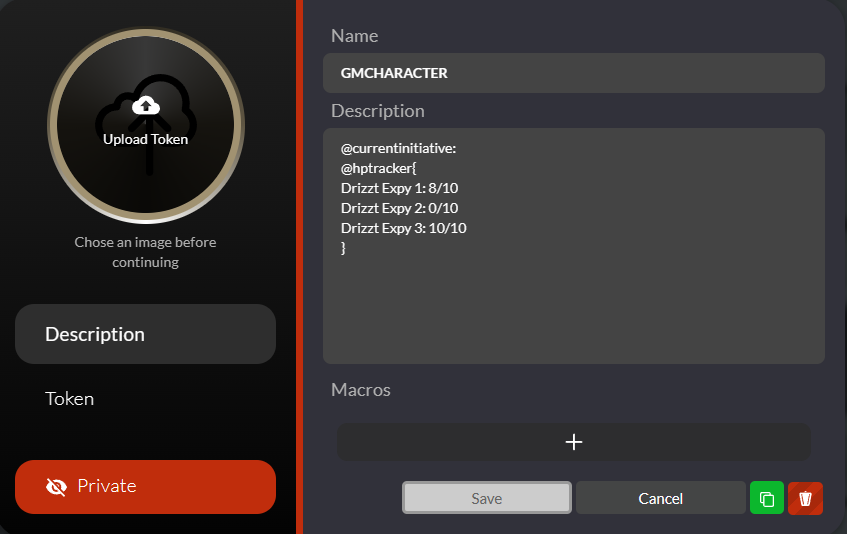 Upload Token
Chose an image before
continuing
Description
Token
Private
Name
GMCHARACTER
Description
@currentinitiative:
@hptracker{
Drizzt Expy 1: 8/10
Drizzt Expy 2: 0/10
Drizzt Expy 3: 10/10
}
Macros
+
Save
Cancel